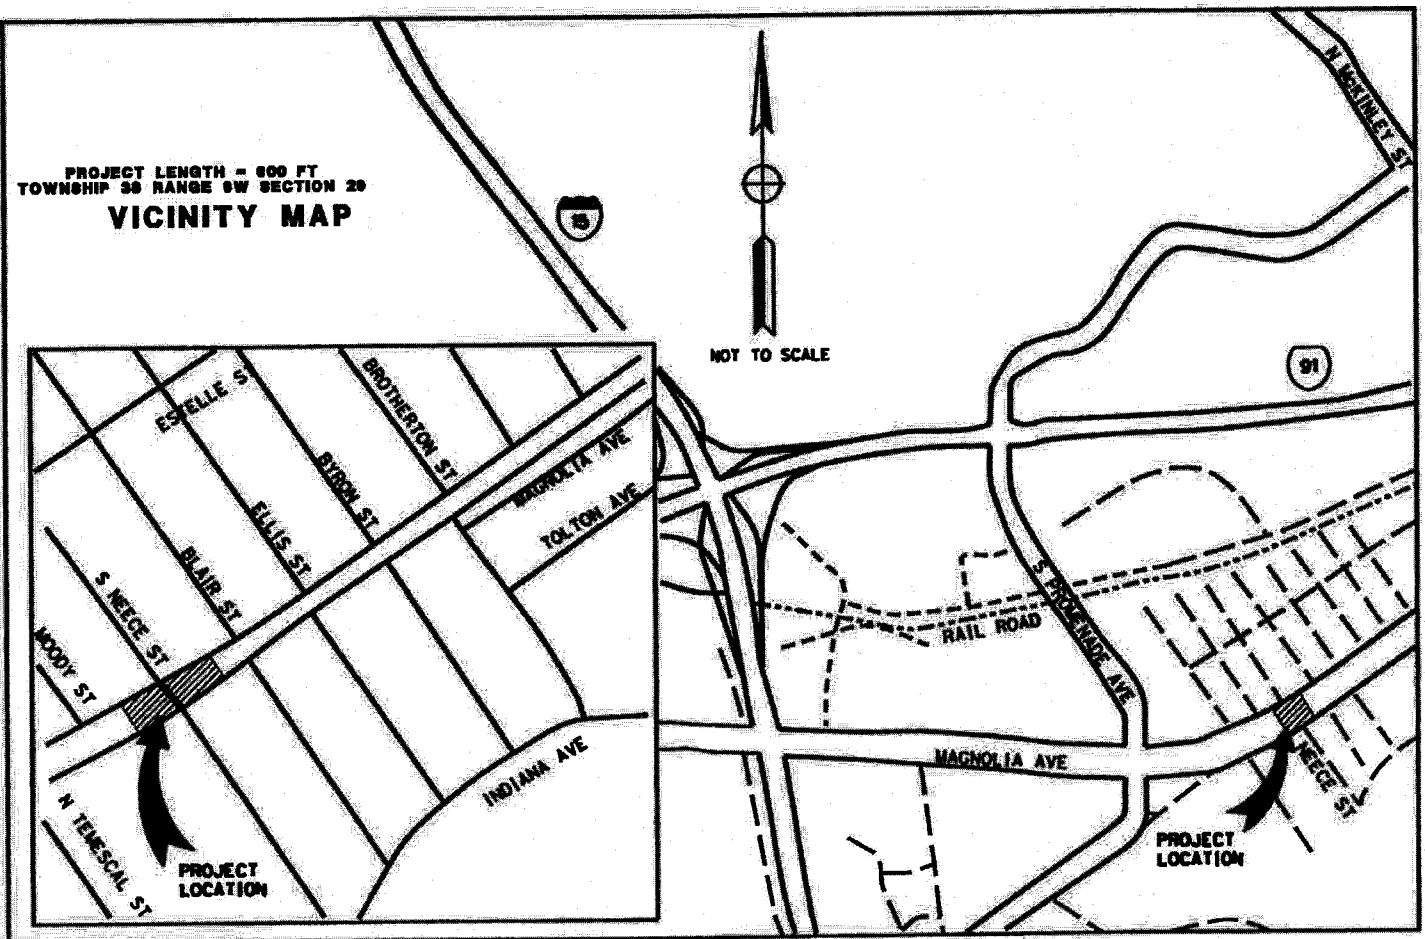 PROJECT LENGTH = 600 FT
TOWNSHIP 3S RANGE 6W SECTION 29
VICINITY MAP
15
N McKINLEY ST
NOT TO SCALE
91
ESTELLE S
BROTHERTON ST
MAGNOLIA AVE
TOLTON AVE
BYRON ST
ELLIS ST
BLAIR ST
S NEECE ST
MOODY ST
INDIANA AVE
N TEMESCAL ST
PROJECT
LOCATION
RAIL ROAD
S PROMENADE AVE
MAGNOLIA AVE
NEECE ST
PROJECT
LOCATION